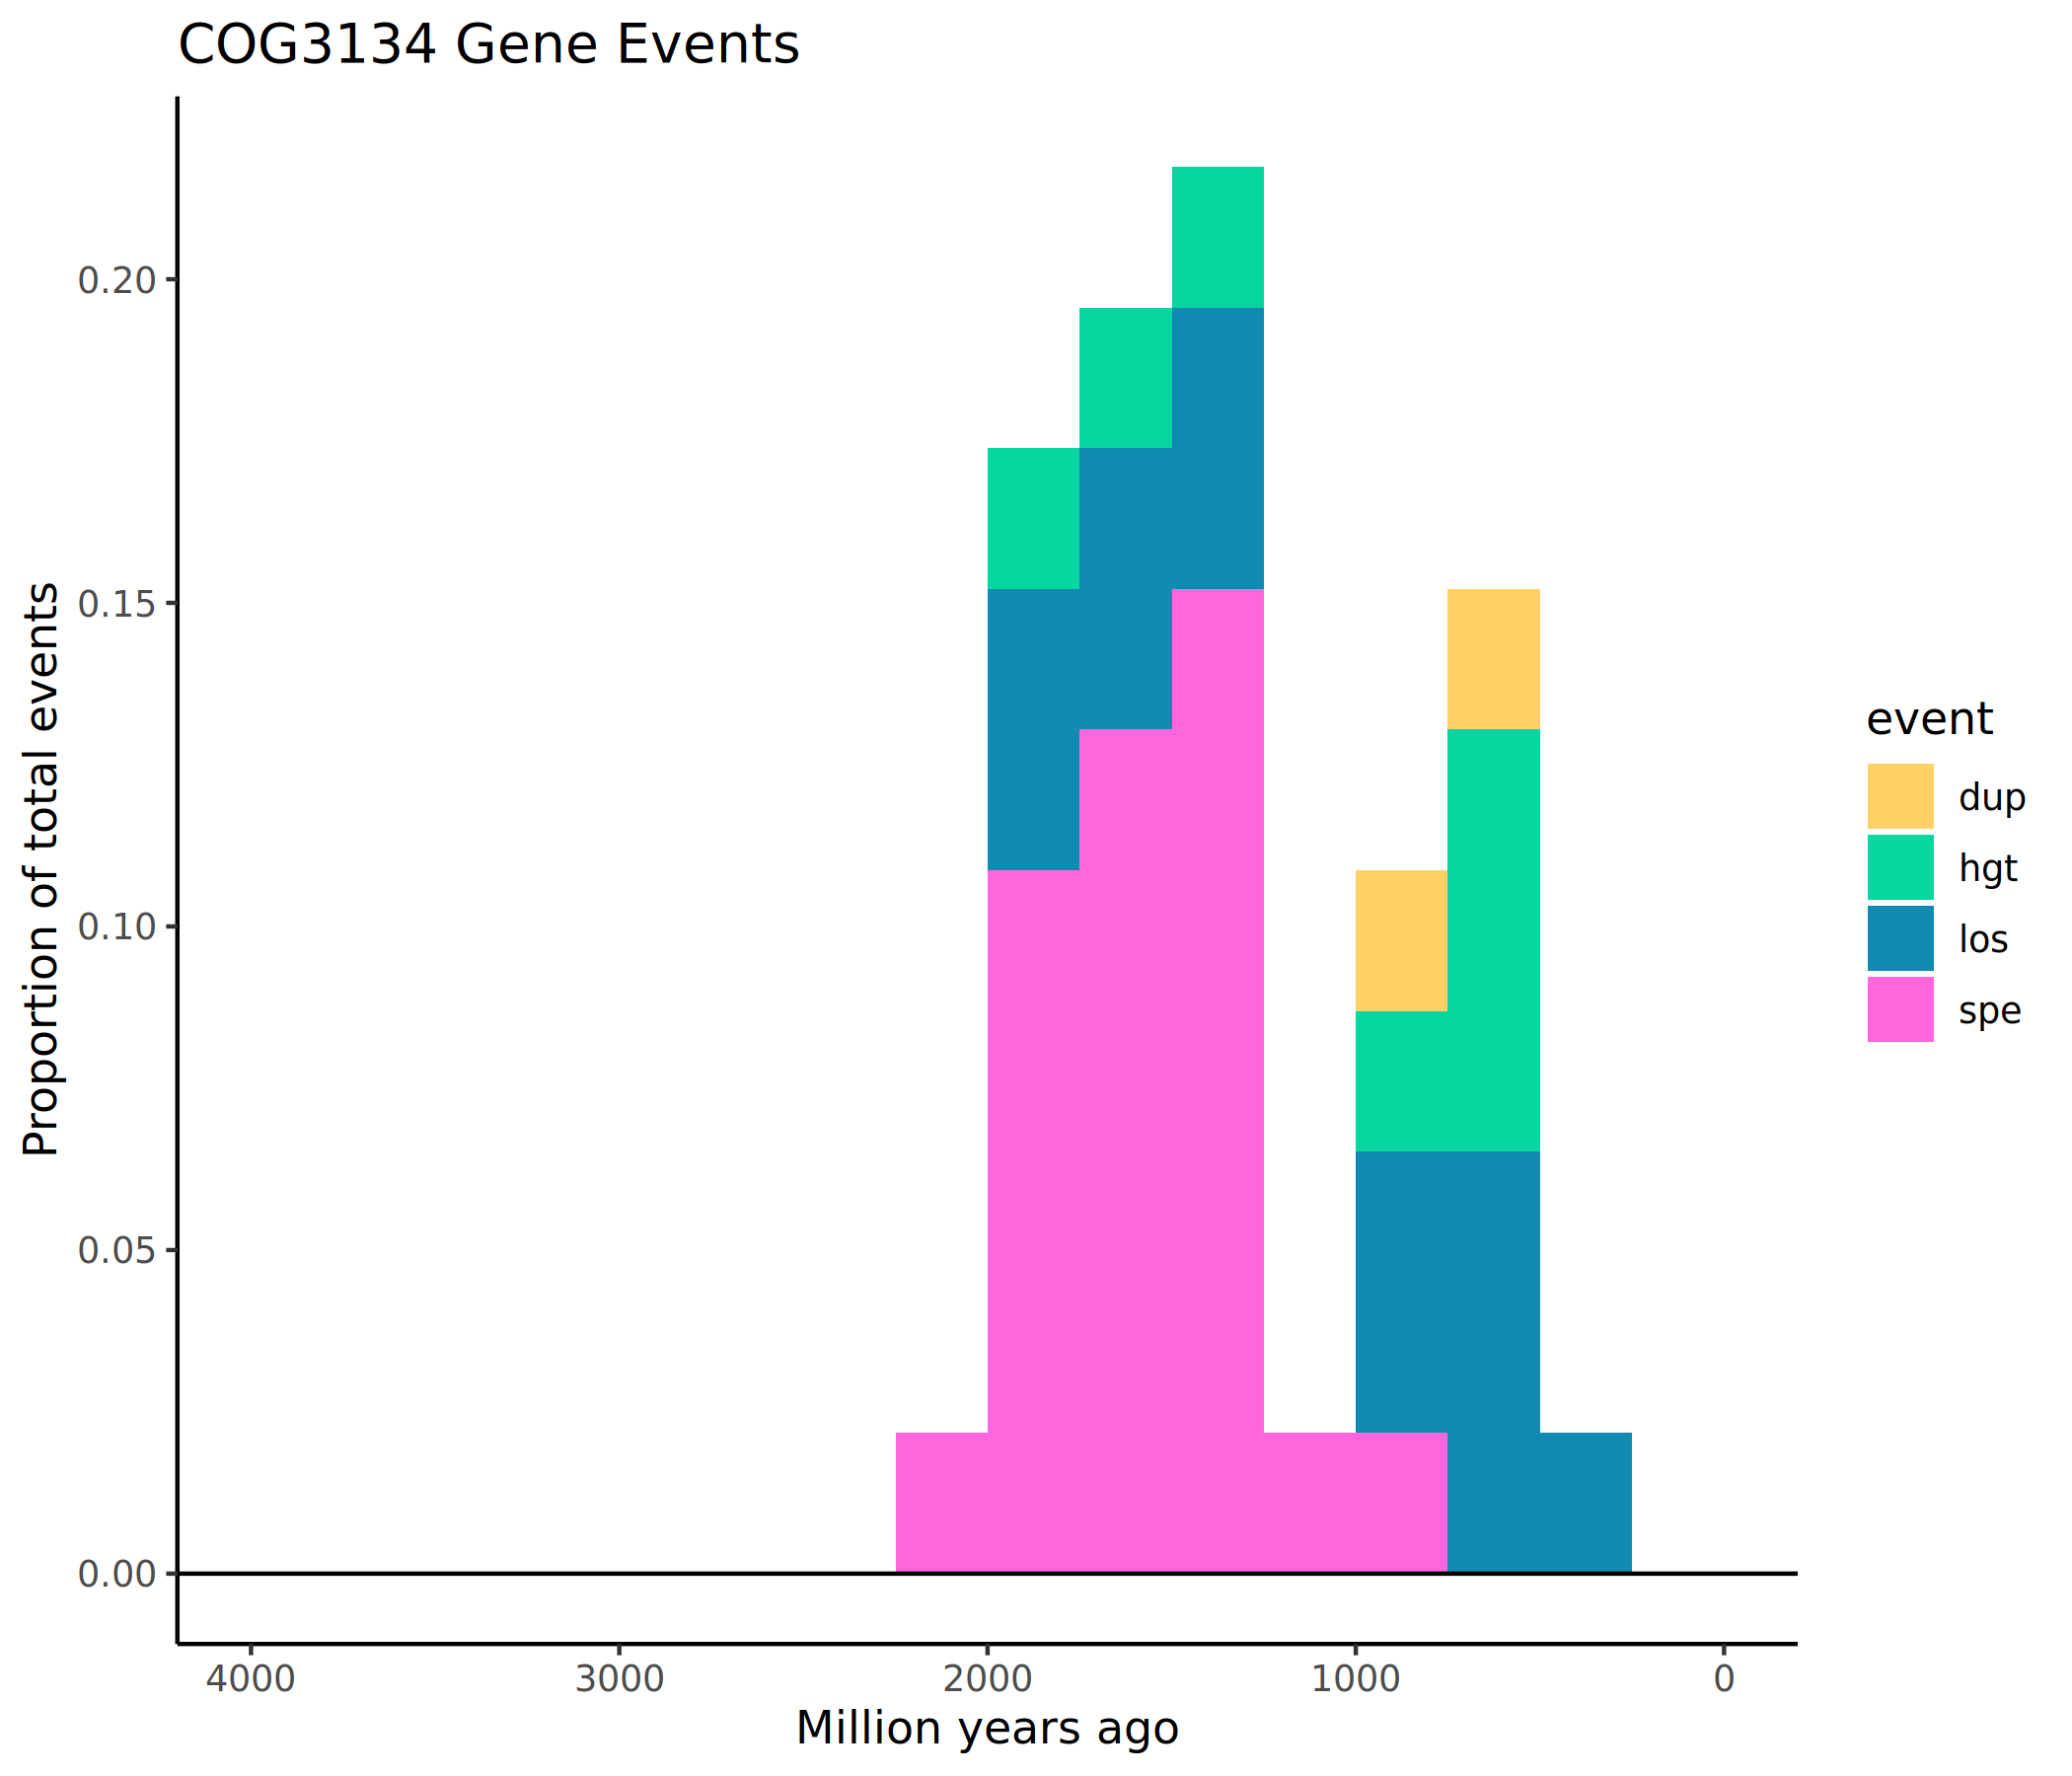 COG3134 Gene Events
Proportion of total events
0.20
0.15
0.10
0.05
0.00
4000 3000 2000 1000 0
Million years ago
event
dup
hgt
los
spe